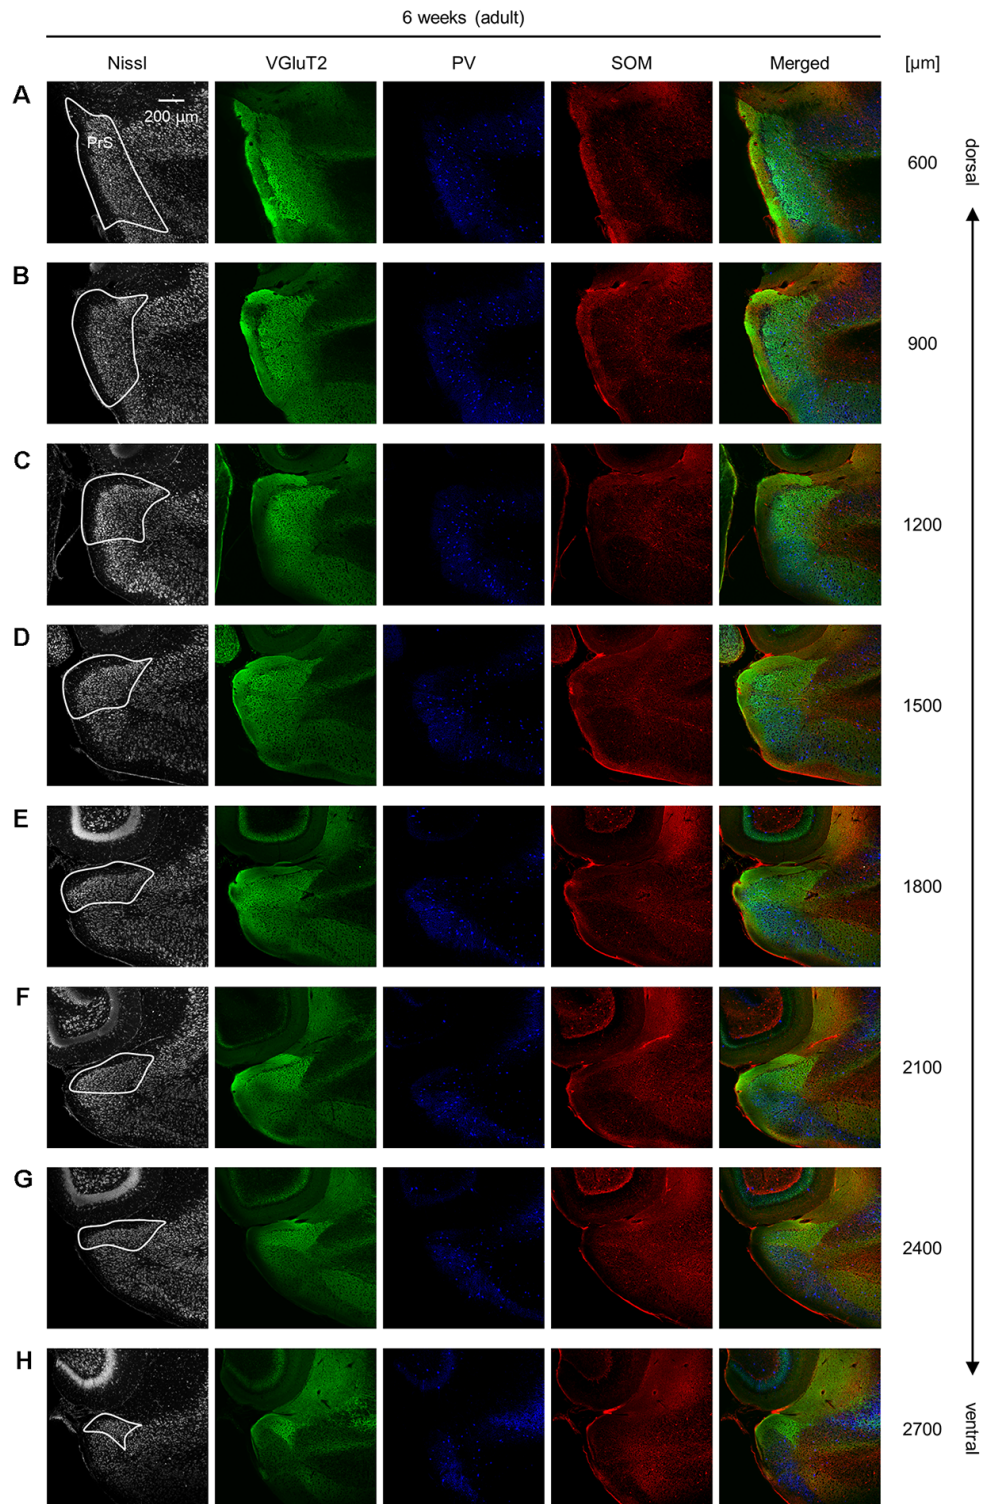 6 weeks (adult)
Nissl VGluT2 PV SOM Merged [µm]
A
200 µm
PrS
600
dorsal
B
900
C
1200
D
1500
E
1800
F
2100
G
2400
H
2700
ventral